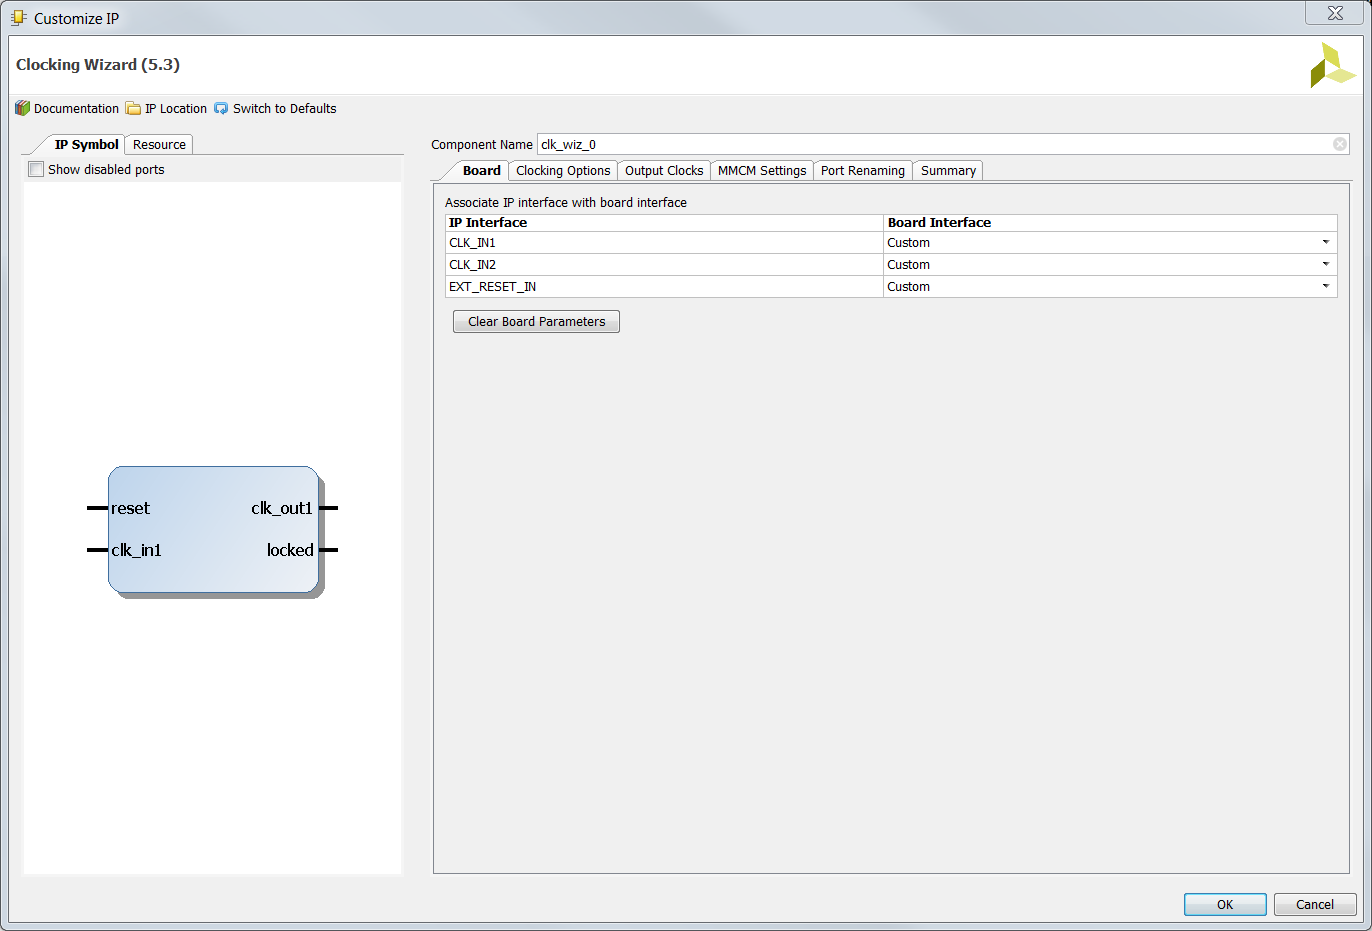 Customize IP
Clocking Wizard (5.3)
Documentation IP Location Switch to Defaults
IP Symbol Resource
Show disabled ports
reset clk_out1
clk_in1 locked
Component Name clk_wiz_0
Board Clocking Options Output Clocks MMCM Settings Port Renaming Summary
Associate IP interface with board interface
IP Interface Board Interface
CLK_IN1 Custom
CLK_IN2 Custom
EXT_RESET_IN Custom
Clear Board Parameters
OK Cancel